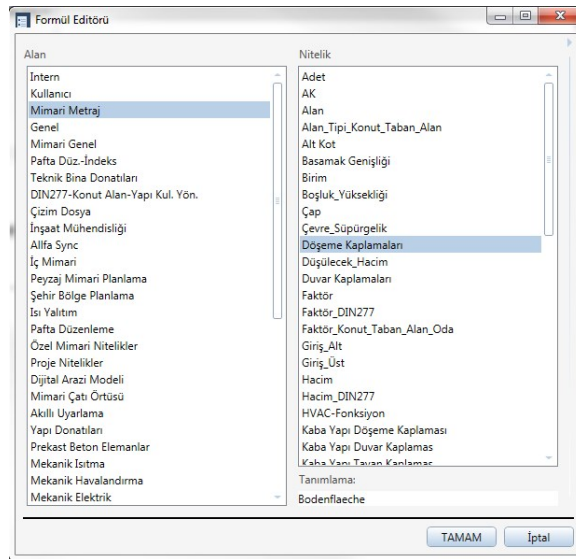 Formül Editörü
Alan
Intern
Kullanıcı
Mimari Metraj
Genel
Mimari Genel
Pafta Düz.-İndeks
Teknik Bina Donatıları
DIN277-Konut Alan-Yapı Kul. Yön.
Çizim Dosya
İnşaat Mühendisliği
Allfa Sync
İç Mimari
Peyzaj Mimari Planlama
Şehir Bölge Planlama
Isı Yalıtım
Pafta Düzenleme
Özel Mimari Nitelikler
Proje Nitelikler
Dijital Arazi Modeli
Mimari Çatı Örtüsü
Akıllı Uyarlama
Yapı Donatıları
Prekast Beton Elemanlar
Mekanik Isıtma
Mekanik Havalandırma
Mekanik Elektrik
Nitelik
Adet
AK
Alan
Alan_Tipi_Konut_Taban_Alan
Alt Kot
Basamak Genişliği
Birim
Boşluk_Yüksekliği
Çap
Çevre_Süpürgelik
Döşeme Kaplamaları
Düşülecek_Hacim
Duvar Kaplamaları
Faktör
Faktör_DIN277
Faktör_Konut_Taban_Alan_Oda
Giriş_Alt
Giriş_Üst
Hacim
Hacim_DIN277
HVAC-Fonksiyon
Kaba Yapı Döşeme Kaplaması
Kaba Yapı Duvar Kaplamas
Kaba Yapı Tavan Kaplamas
Tanımlama:
Bodenflaeche
TAMAM
İptal